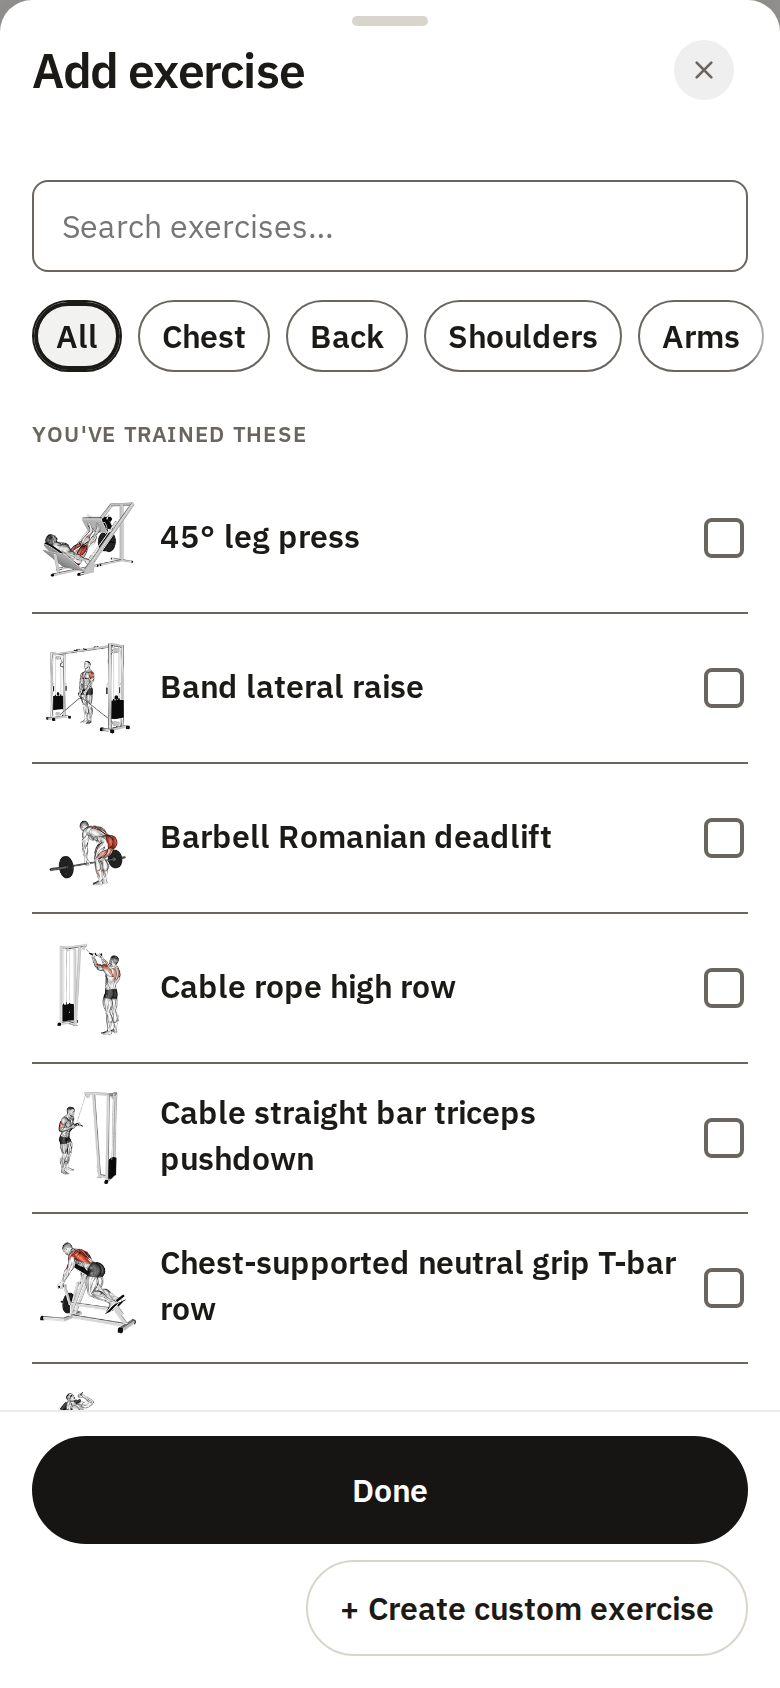 Add exercise
Search exercises...
All Chest Back Shoulders Arms
YOU'VE TRAINED THESE
45° leg press
Band lateral raise
Barbell Romanian deadlift
Cable rope high row
Cable straight bar triceps
pushdown
Chest-supported neutral grip T-bar
row
Done
+ Create custom exercise